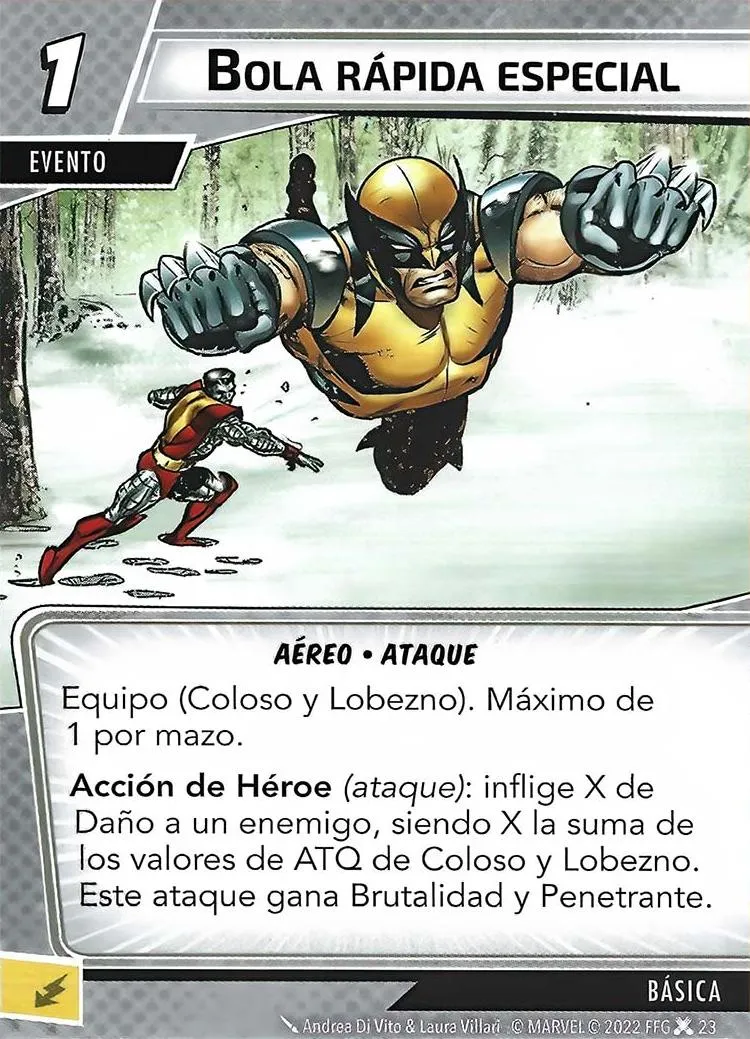 1
BOLA RÁPIDA ESPECIAL
EVENTO
AÉREO • ATAQUE
Equipo (Coloso y Lobezno). Máximo de
1 por mazo.
Acción de Héroe (ataque): inflige X de
Daño a un enemigo, siendo X la suma de
los valores de ATQ de Coloso y Lobezno.
Este ataque gana Brutalidad y Penetrante.
BÁSICA
Andrea Di Vito & Laura Villari © MARVEL © 2022 FFG 23